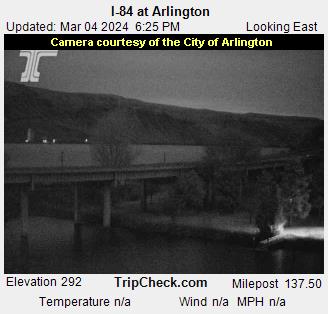 I-84 at Arlington
Updated: Mar 04 2024 6:25 PM Looking East
Camera courtesy of the City of Arlington
Elevation 292 TripCheck.com Milepost 137.50
Temperature n/a Wind n/a MPH n/a